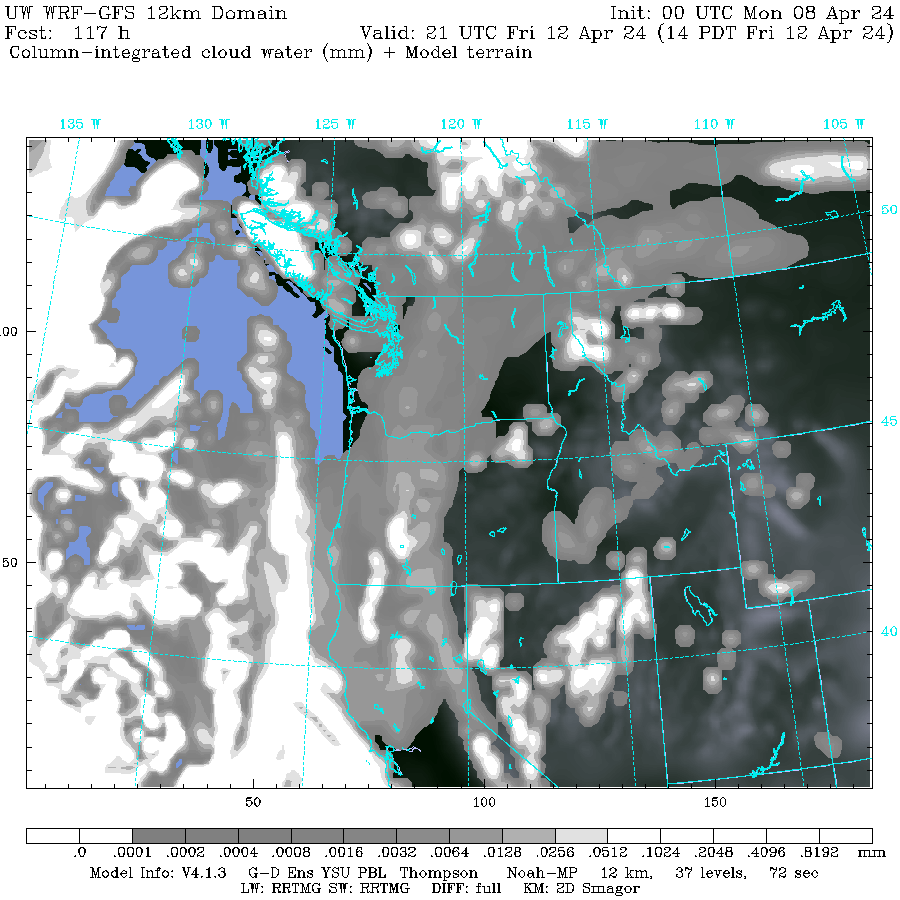 UW WRF-GFS 12km Domain Init: 00 UTC Mon 08 Apr 24
Fcst: 117 h Valid: 21 UTC Fri 12 Apr 24 (14 PDT Fri 12 Apr 24)
Column-integrated cloud water (mm) + Model terrain
135 W 130 W 125 W 120 W 115 W 110 W 105 W
50
00
45
50
40
50 100 150
.0 .0001 .0002 .0004 .0008 .0016 .0032 .0064 .0128 .0256 .0512 .1024 .2048 .4096 .8192 mm
Model Info: V4.1.3 G-D Ens YSU PBL Thompson Noah-MP 12 km, 37 levels, 72 sec
LW: RRTMG SW: RRTMG DIFF: full KM: 2D Smagor